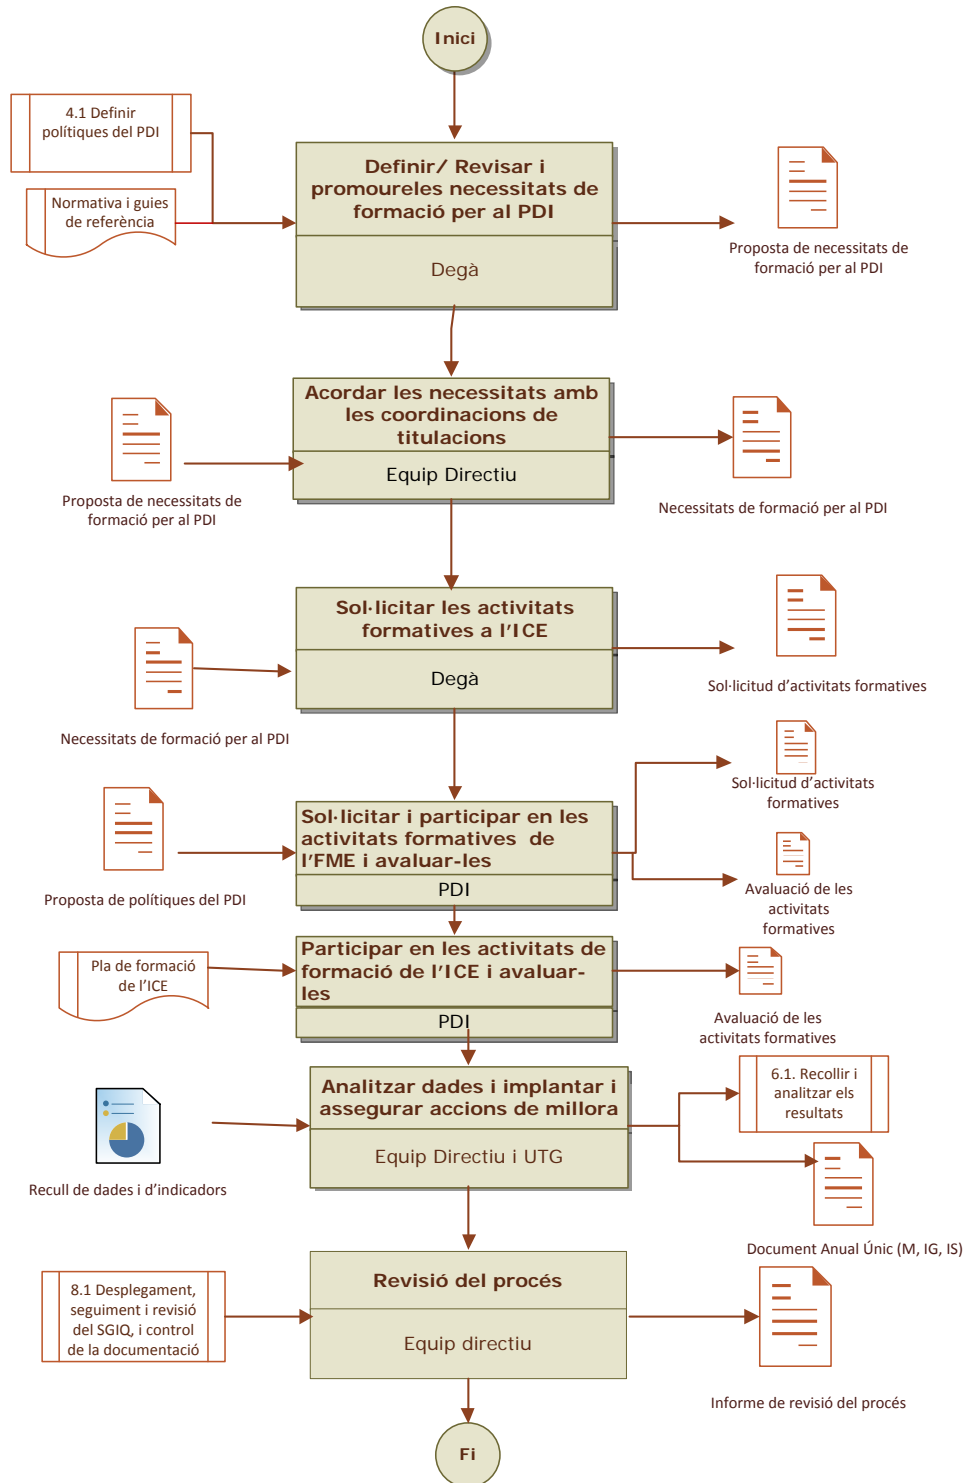 Inici
4.1 Definir
polítiques del PDI
Normativa i guies
de referència
Definir/ Revisar i
promoureles necessitats de
formació per al PDI
Degà
Proposta de necessitats de
formació per al PDI
Acordar les necessitats amb
les coordinacions de
titulacions
Equip Directiu
Proposta de necessitats de
formació per al PDI
Necessitats de formació per al PDI
Sol·licitar les activitats
formatives a l'ICE
Degà
Necessitats de formació per al PDI
Sol·licitud d'activitats formatives
Sol·licitar i participar en les
activitats formatives de
l'FME i avaluar-les
PDI
Proposta de polítiques del PDI
Sol·licitud d'activitats
formatives
Avaluació de les
activitats
formatives
Pla de formació
de l'ICE
Participar en les activitats de
formació de l'ICE i avaluar-
les
PDI
Avaluació de les
activitats formatives
Analitzar dades i implantar i
assegurar accions de millora
Equip Directiu i UTG
Recull de dades i d'indicadors
6.1. Recollir i
analitzar els
resultats
Document Anual Únic (M, IG, IS)
8.1 Desplegament,
seguiment i revisió
del SGIQ, i control
de la documentació
Revisió del procés
Equip directiu
Informe de revisió del procés
Fi